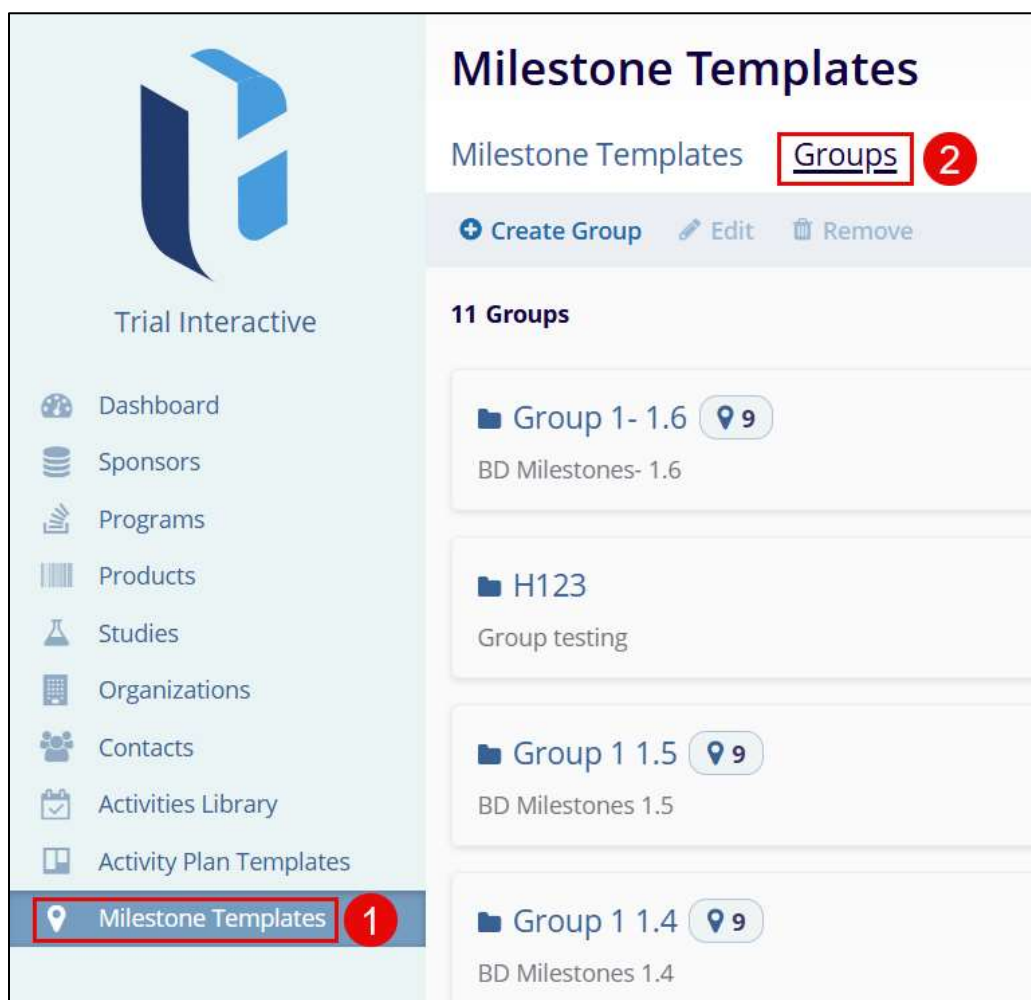 Trial Interactive
Dashboard
Sponsors
Programs
Products
Studies
Organizations
Contacts
Activities Library
Activity Plan Templates
Milestone Templates 1
Milestone Templates
Milestone Templates Groups 2
Create Group Edit Remove
11 Groups
Group 1- 1.6 9
BD Milestones- 1.6
H123
Group testing
Group 1 1.5 9
BD Milestones 1.5
Group 1 1.4 9
BD Milestones 1.4